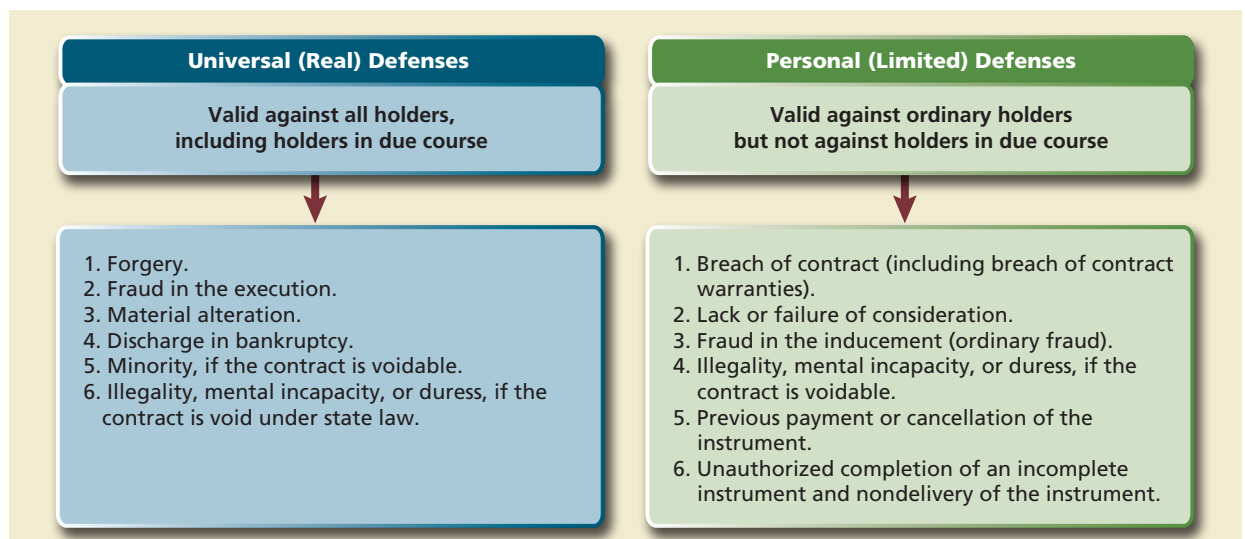 Universal (Real) Defenses
Valid against all holders,
including holders in due course
1. Forgery.
2. Fraud in the execution.
3. Material alteration.
4. Discharge in bankruptcy.
5. Minority, if the contract is voidable.
6. Illegality, mental incapacity, or duress, if the
contract is void under state law.
Personal (Limited) Defenses
Valid against ordinary holders
but not against holders in due course
1. Breach of contract (including breach of contract
warranties).
2. Lack or failure of consideration.
3. Fraud in the inducement (ordinary fraud).
4. Illegality, mental incapacity, or duress, if the
contract is voidable.
5. Previous payment or cancellation of the
instrument.
6. Unauthorized completion of an incomplete
instrument and nondelivery of the instrument.